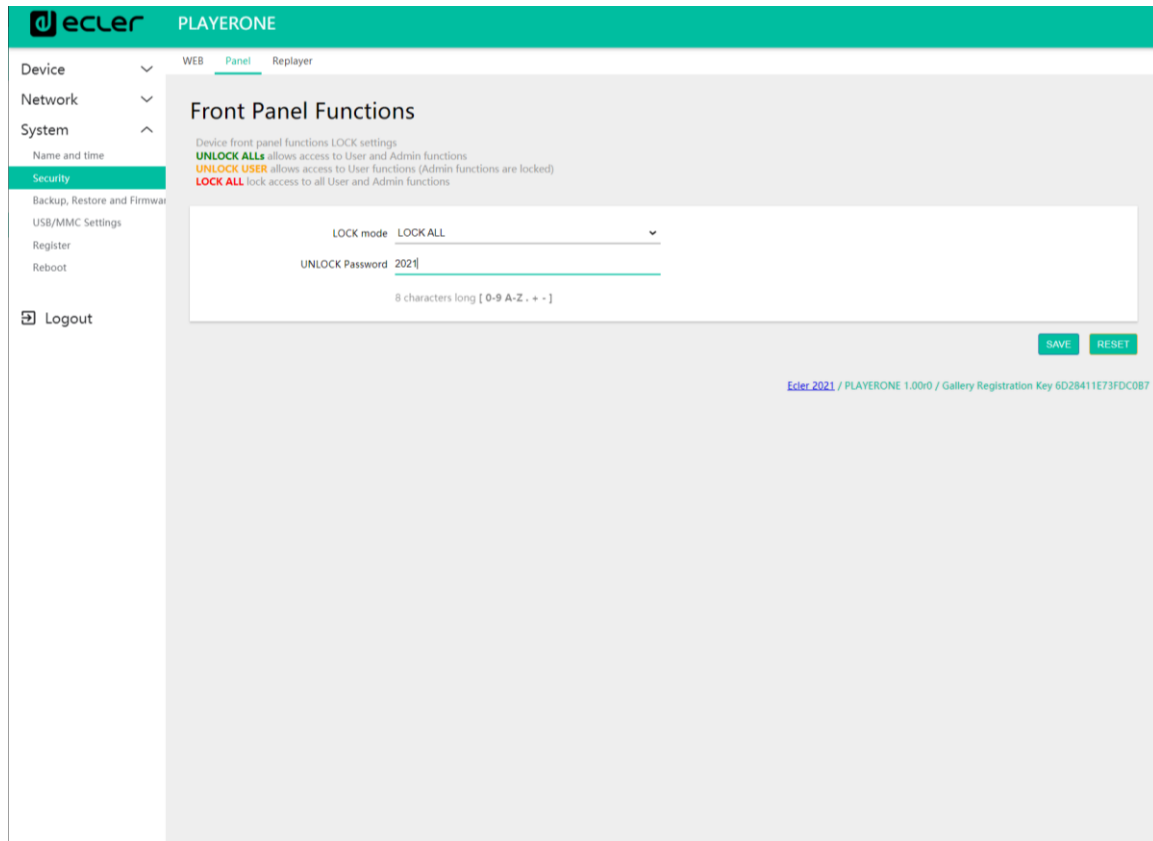 ecler PLAYERONE
WEB Panel Replayer
Device
Network
System
Name and time
Security
Backup, Restore and Firmwar
USB/MMC Settings
Register
Reboot
Logout
Front Panel Functions
Device front panel functions LOCK settings
UNLOCK ALLs allows access to User and Admin functions
UNLOCK USER allows access to User functions (Admin functions are locked)
LOCK ALL lock access to all User and Admin functions
LOCK mode LOCK ALL
UNLOCK Password 2021
8 characters long [ 0-9 A-Z . + - ]
SAVE RESET
Ecler 2021 / PLAYERONE 1.00r0 / Gallery Registration Key 6D28411E73FDC0B7